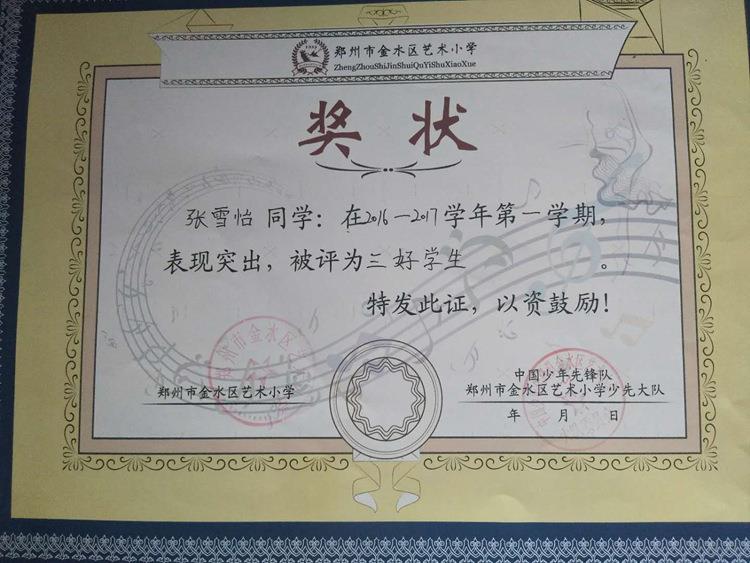 郑州市金水区艺术小学
ZhengZhouShiJinShuiQuYiShuXiaoXue
奖状
张雪怡 同学：在2016—2017学年第一学期，
表现突出，被评为三好学生。
特发此证，以资鼓励！
郑州市金水区艺术小学
中国少年先锋队
郑州市金水区艺术小学少先大队
年 月 日